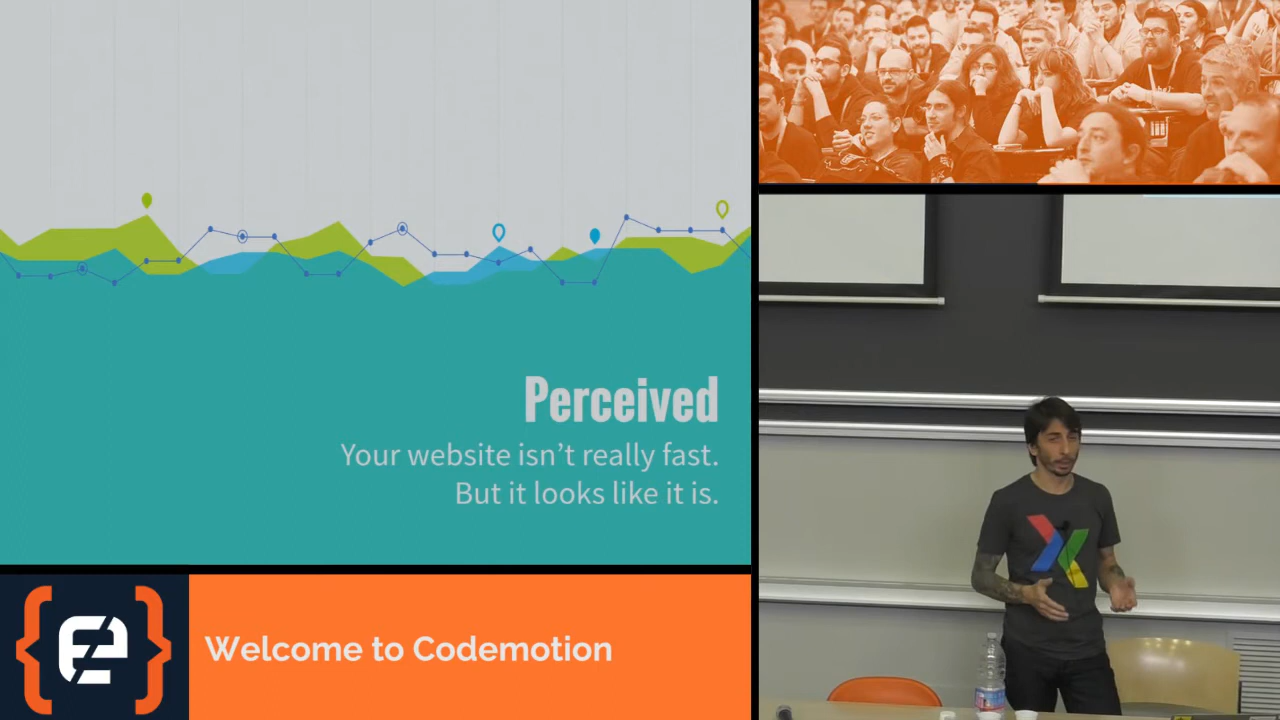 Perceived
Your website isn't really fast.
But it looks like it is.
Welcome to Codemotion